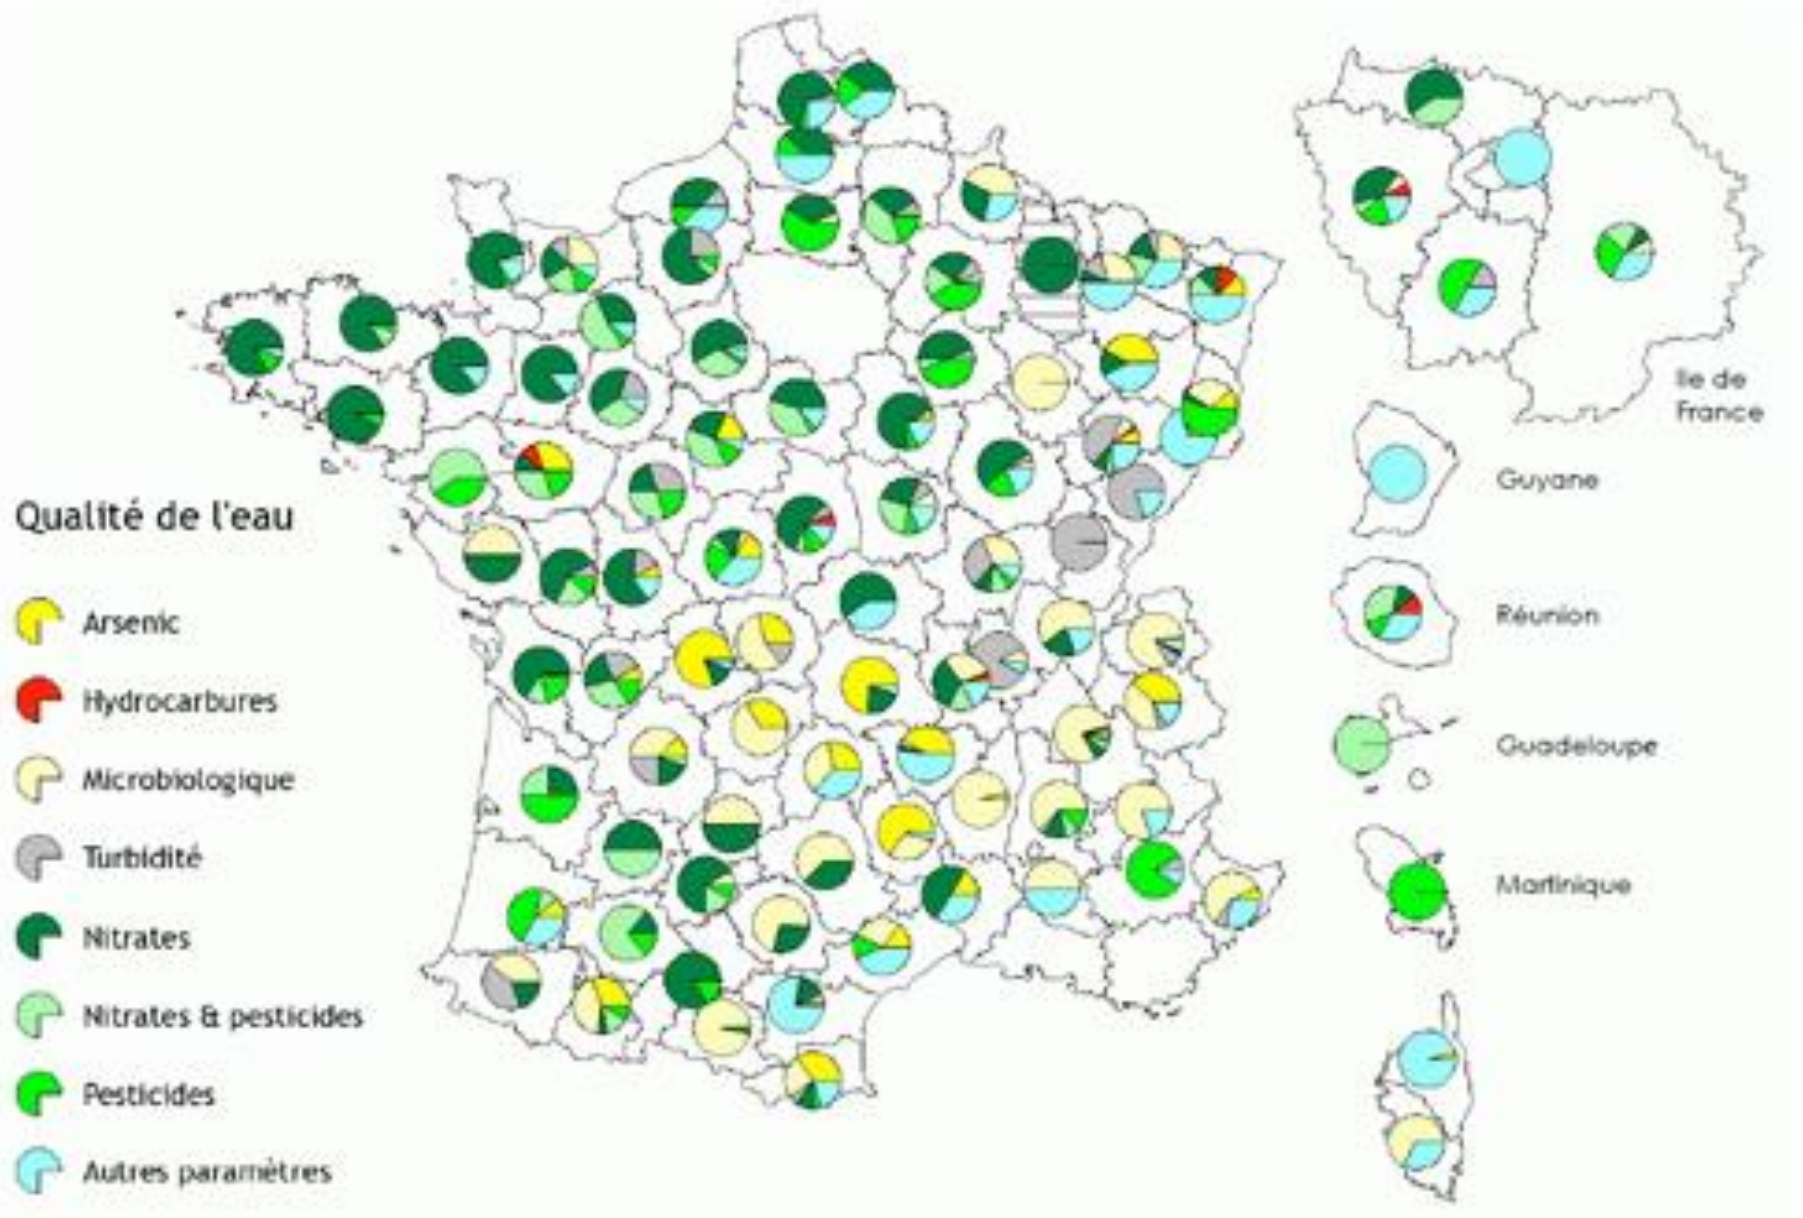 Qualité de l'eau
Arsenic
Hydrocarbures
Microbiologique
Turbidité
Nitrates
Nitrates & pesticides
Pesticides
Autres paramètres
Ile de
France
Guyane
Réunion
Guadeloupe
Martinique